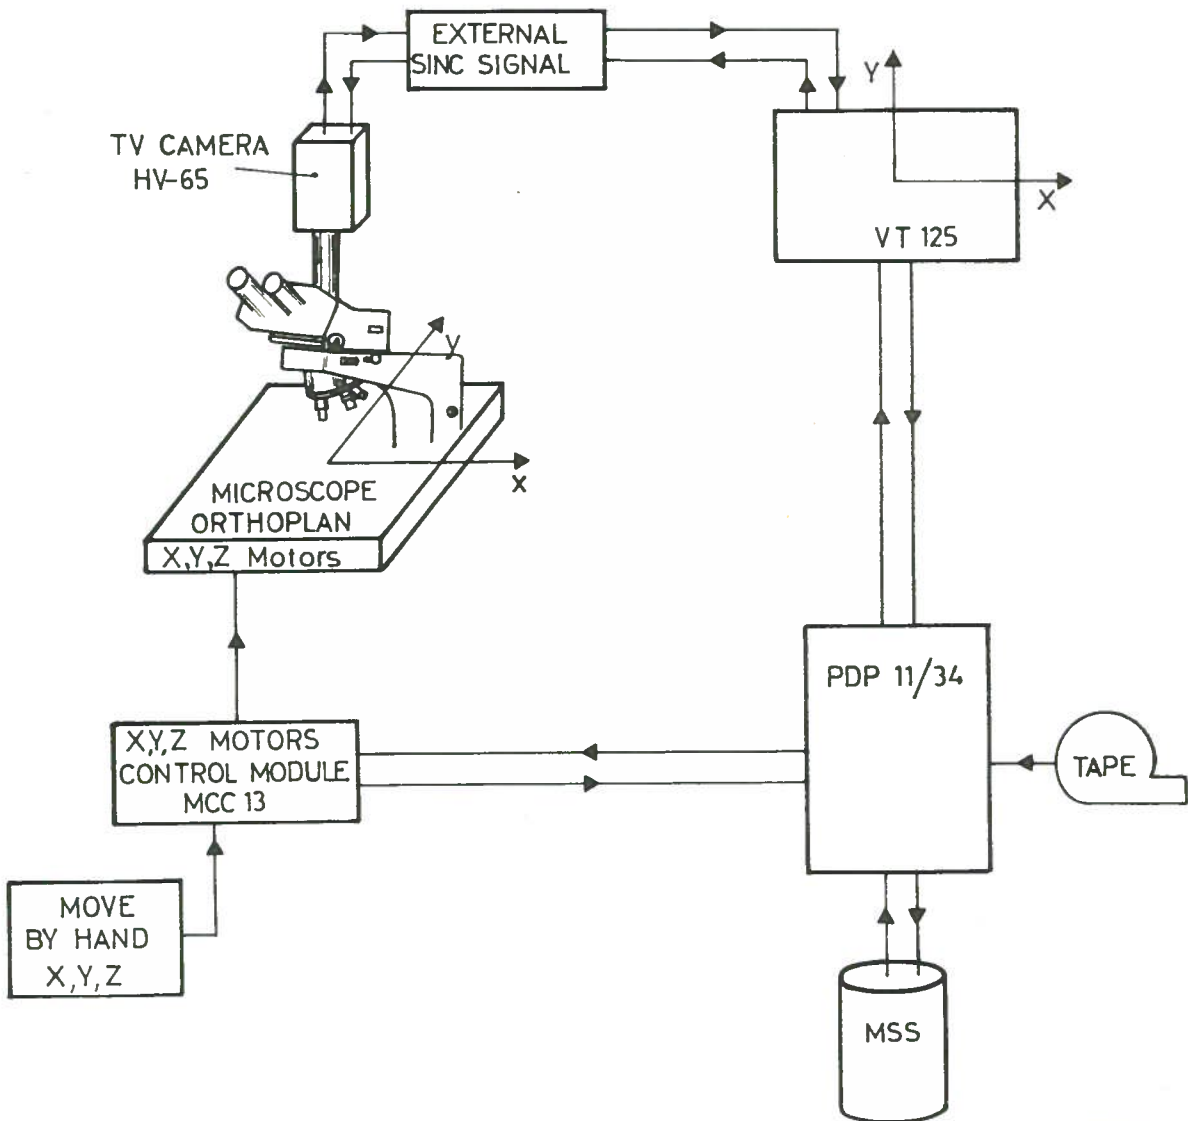 EXTERNAL
SINC SIGNAL
TV CAMERA
HV-65
Y
X
VT 125
y
X
MICROSCOPE
ORTHOPLAN
X,Y,Z Motors
PDP 11/34
X,Y,Z MOTORS
CONTROL MODULE
MCC 13
TAPE
MOVE
BY HAND
X,Y,Z
MSS